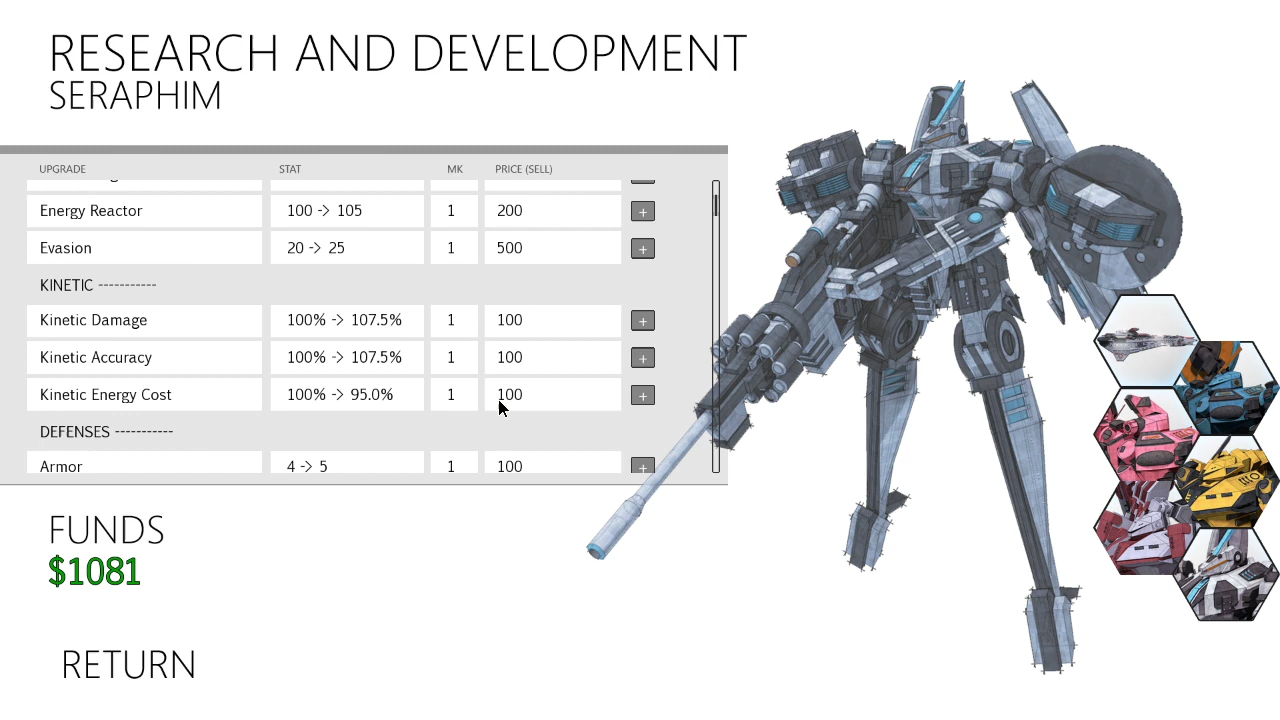 RESEARCH AND DEVELOPMENT
SERAPHIM
UPGRADE STAT MK PRICE (SELL)
Energy Reactor 100 -> 105 1 200 +
Evasion 20 -> 25 1 500 +
KINETIC -----------
Kinetic Damage 100% -> 107.5% 1 100 +
Kinetic Accuracy 100% -> 107.5% 1 100 +
Kinetic Energy Cost 100% -> 95.0% 1 100 +
DEFENSES -----------
Armor 4 -> 5 1 100 +
FUNDS
$1081
RETURN